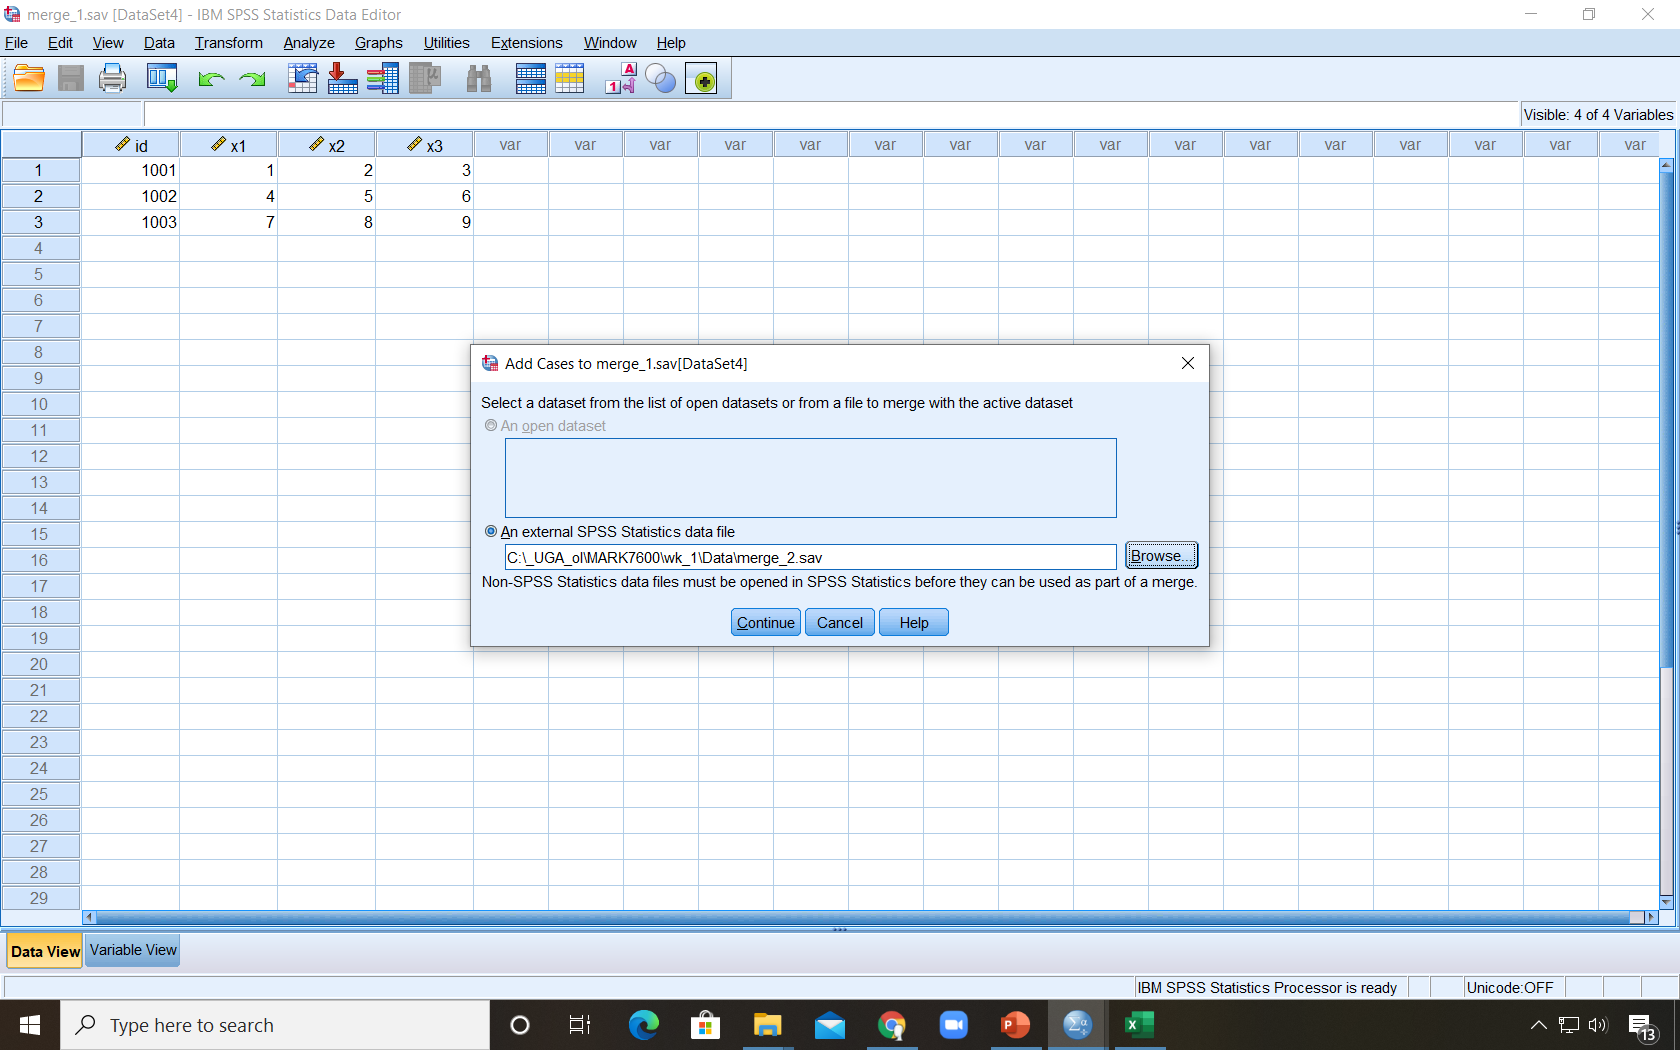 merge_1.sav [DataSet4] - IBM SPSS Statistics Data Editor
File Edit View Data Transform Analyze Graphs Utilities Extensions Window Help
A
1 a
Visible: 4 of 4 Variables
id x1 x2 x3 var var var var var var var var var var var var var var var var
1 1001 1 2 3
2 1002 4 5 6
3 1003 7 8 9
4
5
6
7
8
9
10
11
12
13
14
15
16
17
18
19
20
21
22
23
24
25
26
27
28
29
Add Cases to merge_1.sav[DataSet4]
Select a dataset from the list of open datasets or from a file to merge with the active dataset
An open dataset
An external SPSS Statistics data file
C:\_UGA_ol\MARK7600\wk_1\Data\merge_2.sav Browse...
Non-SPSS Statistics data files must be opened in SPSS Statistics before they can be used as part of a merge.
Continue Cancel Help
Data View Variable View
IBM SPSS Statistics Processor is ready Unicode:OFF
Type here to search
13